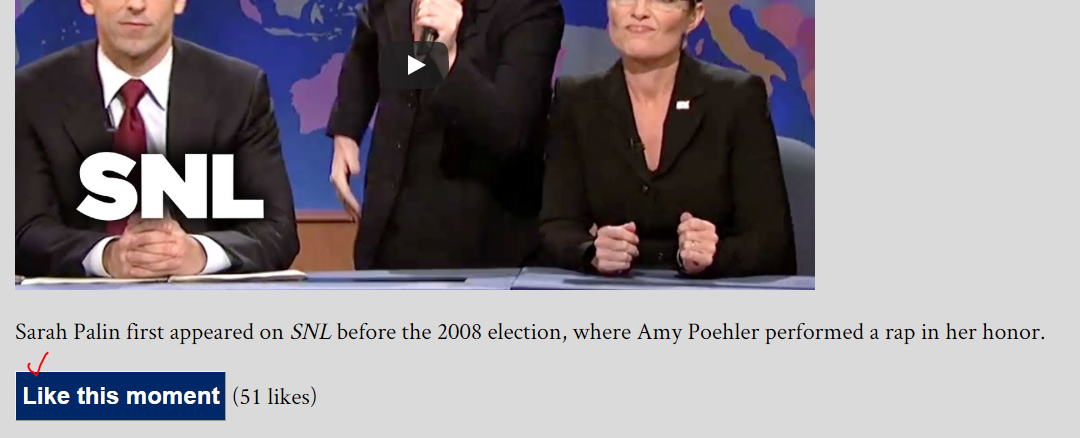 SNL
Sarah Palin first appeared on SNL before the 2008 election, where Amy Poehler performed a rap in her honor.
Like this moment (51 likes)